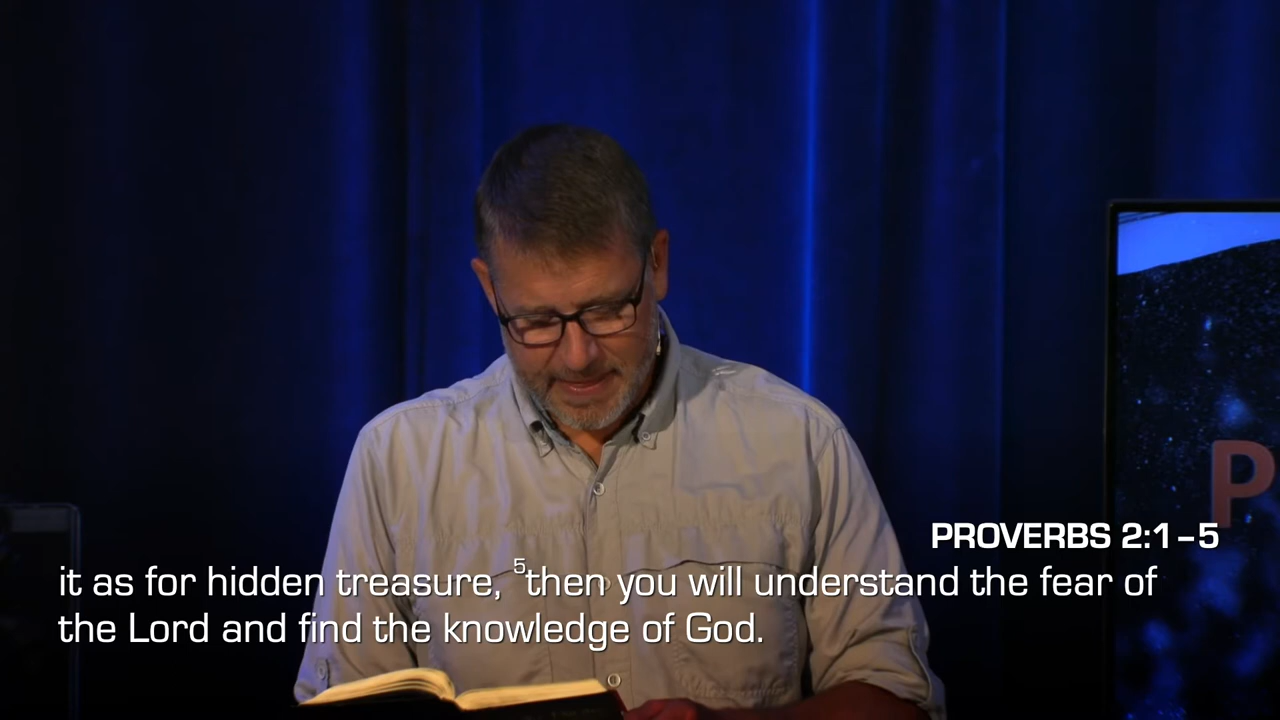 PROVERBS 2:1–5
it as for hidden treasure, ⁵then you will understand the fear of
the Lord and find the knowledge of God.
P